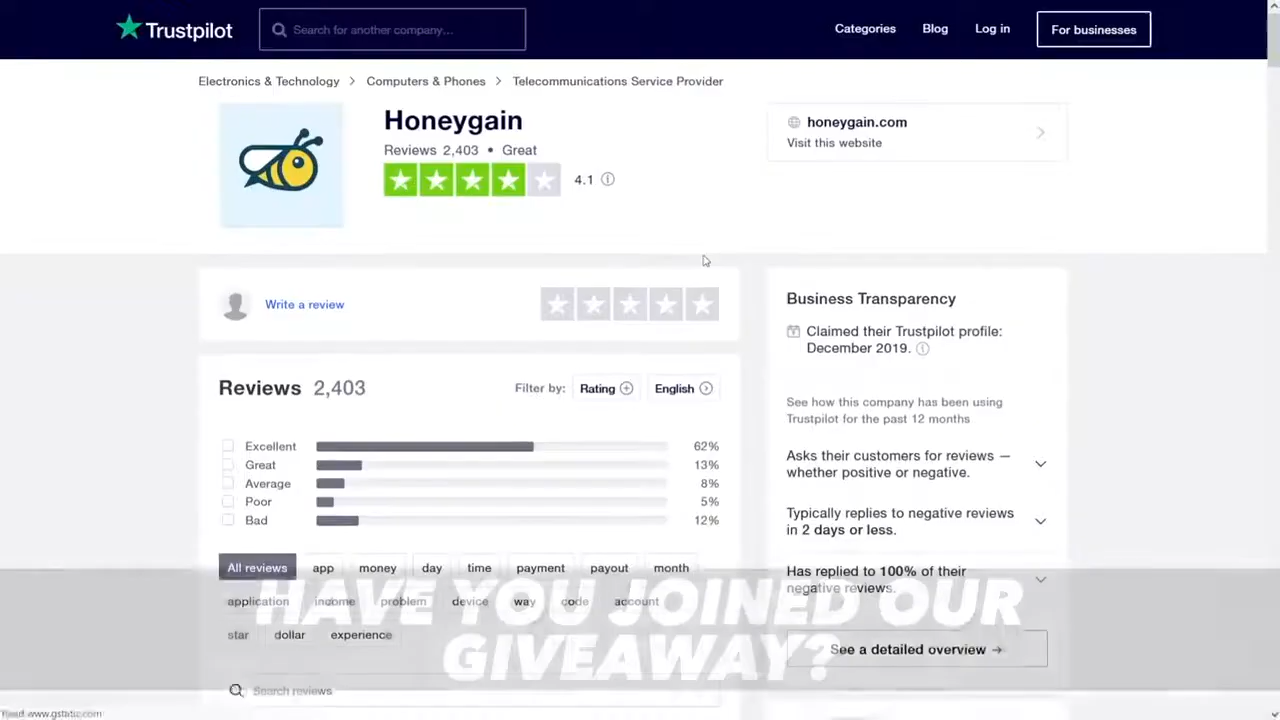 Trustpilot
Search for another company...
Categories
Blog
Log in
For businesses
Electronics & Technology > Computers & Phones > Telecommunications Service Provider
Honeygain
Reviews 2,403 • Great
4.1
honeygain.com
Visit this website
Write a review
Reviews 2,403
Filter by:
Rating
English
Excellent 62%
Great 13%
Average 8%
Poor 5%
Bad 12%
All reviews app money day time payment payout month
application income problem device way code account
star dollar experience
Search reviews
Business Transparency
Claimed their Trustpilot profile:
December 2019.
See how this company has been using
Trustpilot for the past 12 months
Asks their customers for reviews —
whether positive or negative.
Typically replies to negative reviews
in 2 days or less.
Has replied to 100% of their
negative reviews.
See a detailed overview →
HAVE YOU JOINED OUR
GIVEAWAY?
Read www.gstatic.com